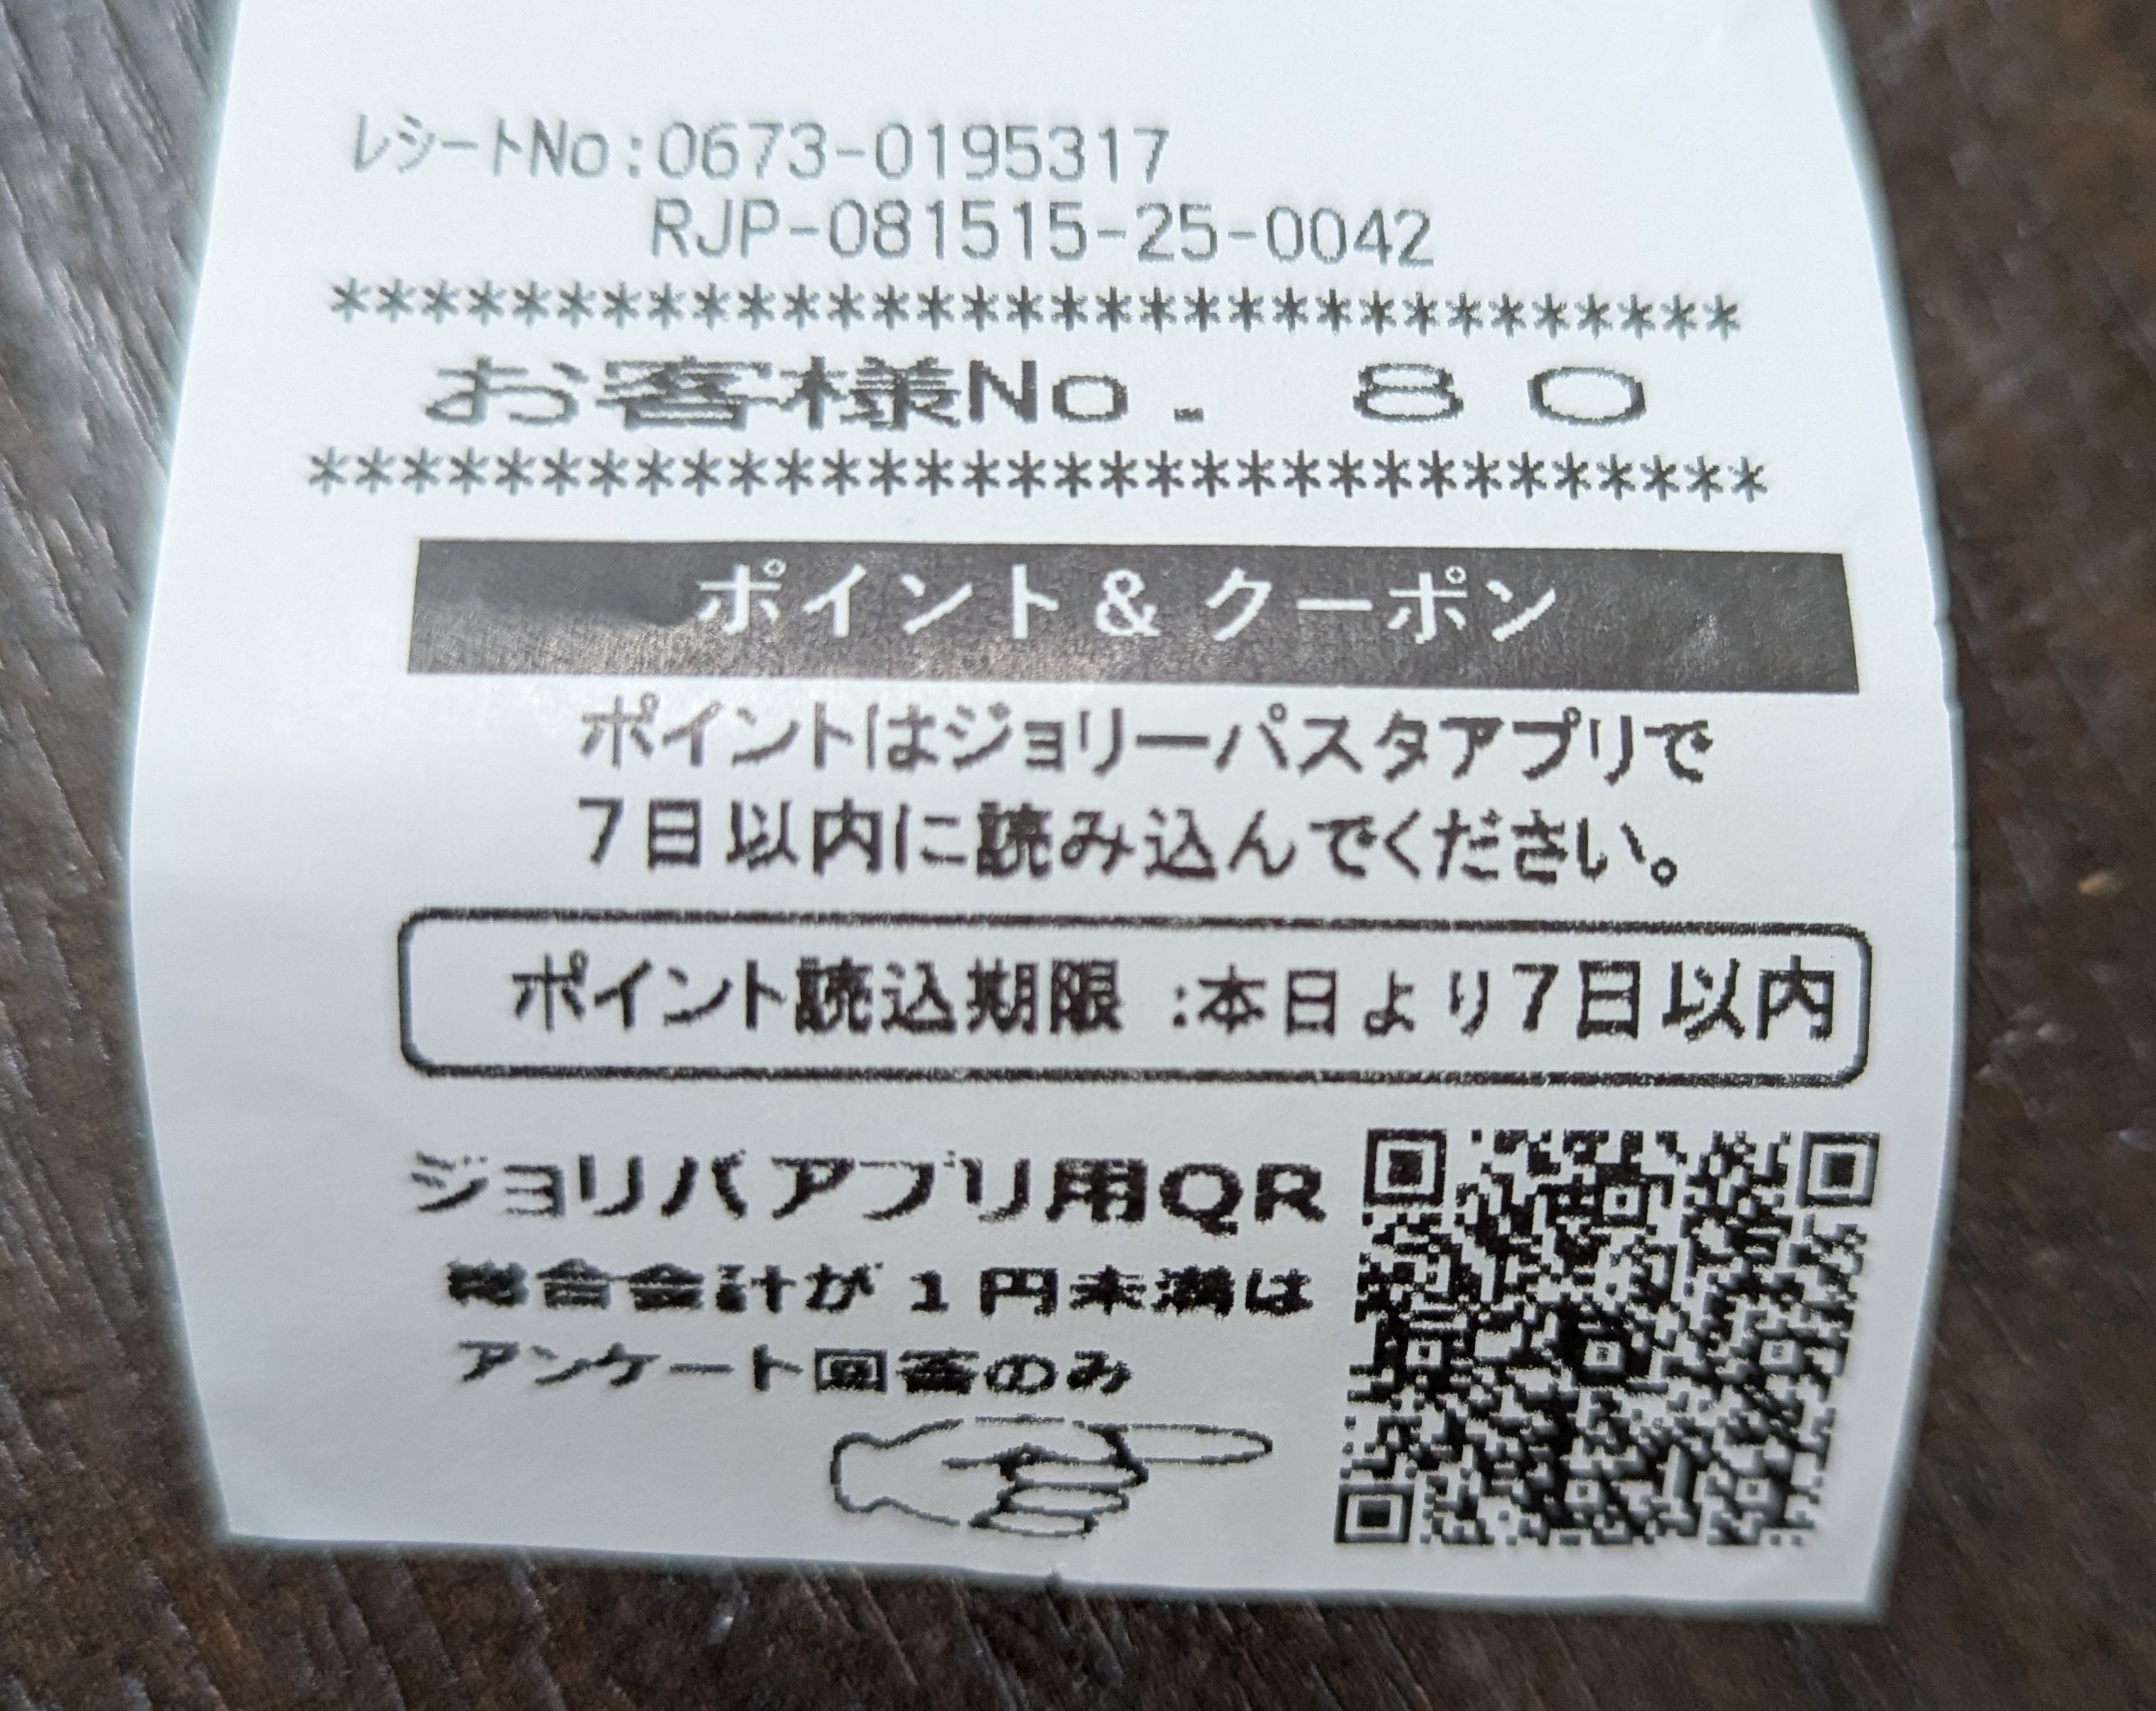 レシートNo:0673-0195317
RJP-081515-25-0042
********************************
お客様No. 80
********************************
ポイント&クーポン
ポイントはジョリーパスタアプリで
7日以内に読み込んでください。
ポイント読込期限 :本日より7日以内
ジョリパアプリ用QR
総合会計が1円未満は
アンケート回答のみ